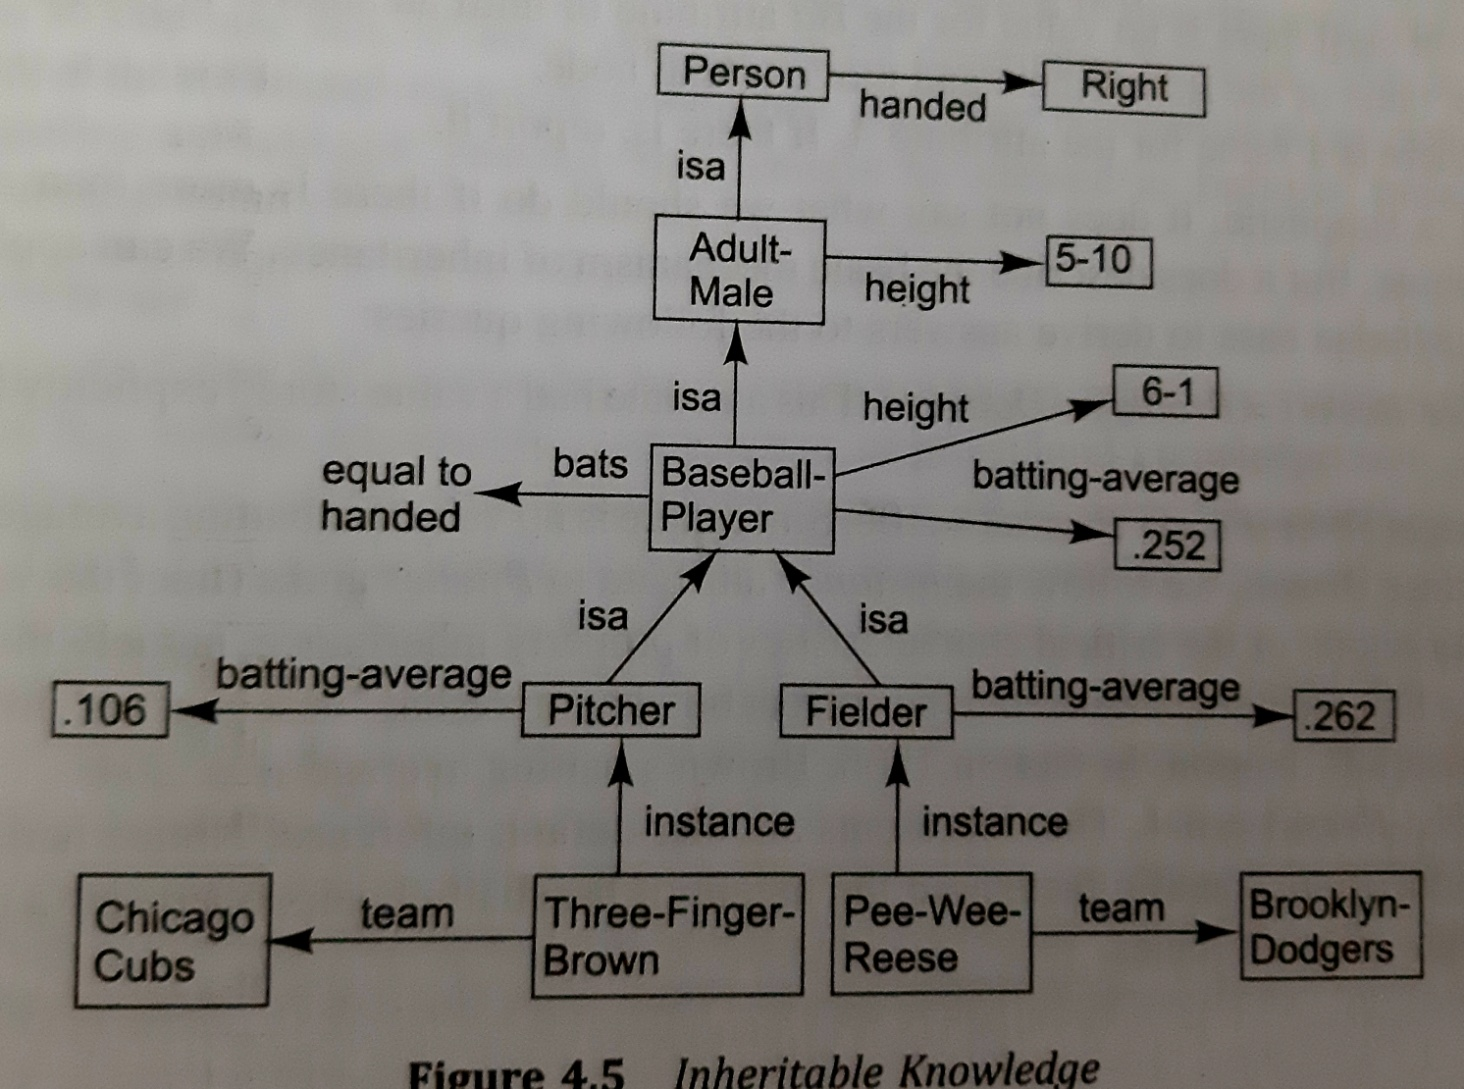 Person
handed
Right
isa
Adult-
Male
height
5-10
isa
height
6-1
equal to
handed
bats
Baseball-
Player
batting-average
.252
isa
isa
.106
batting-average
Pitcher
Fielder
batting-average
.262
instance
instance
Chicago
Cubs
team
Three-Finger-
Brown
Pee-Wee-
Reese
team
Brooklyn-
Dodgers
Figure 4.5 Inheritable Knowledge